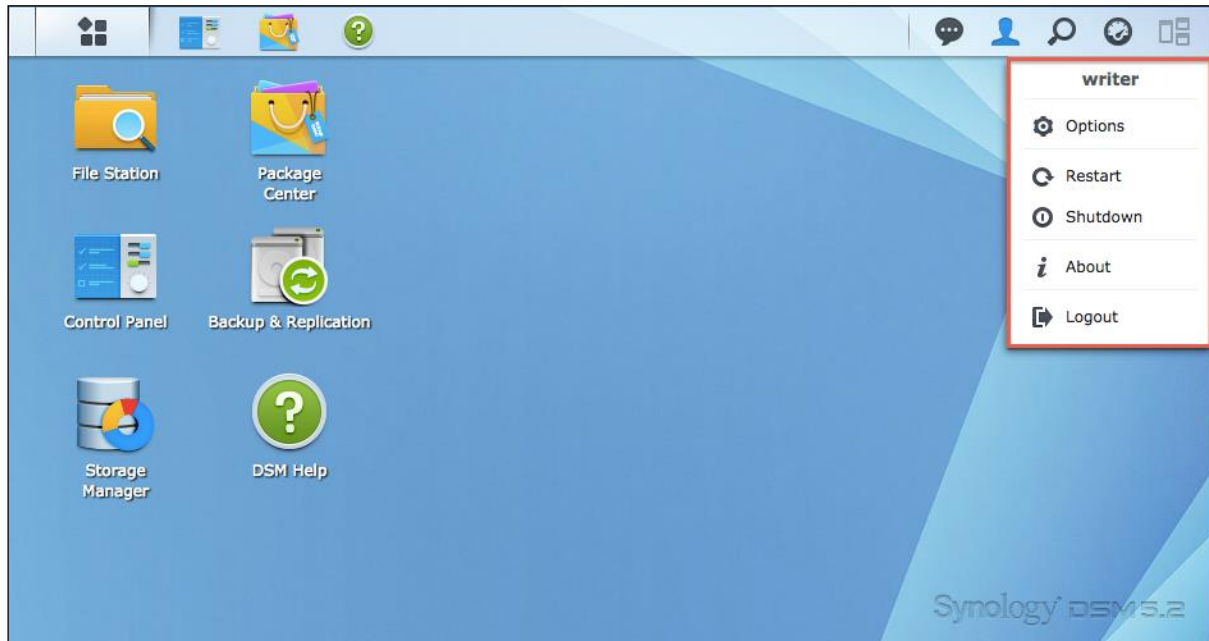 writer
Options
Restart
Shutdown
About
Logout
File Station
Package
Center
Control Panel
Backup & Replication
Storage
Manager
DSM Help
Synology DSM 5.2